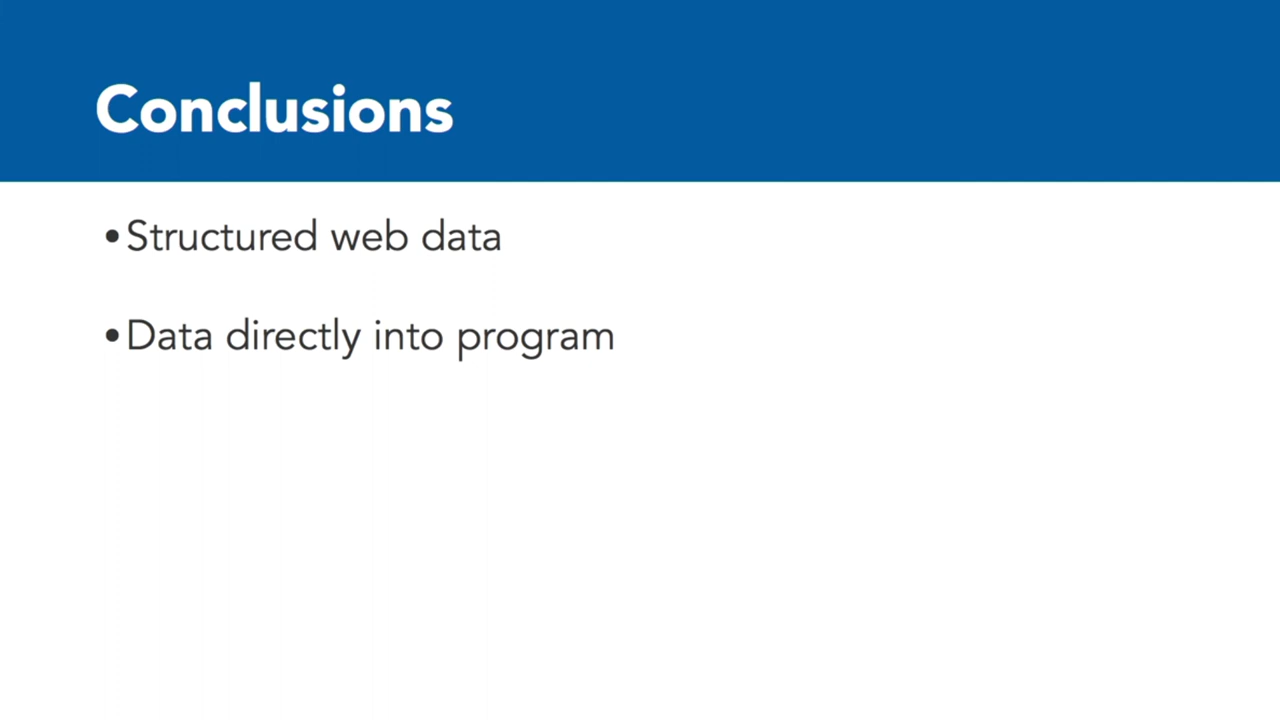 Conclusions
•Structured web data
•Data directly into program